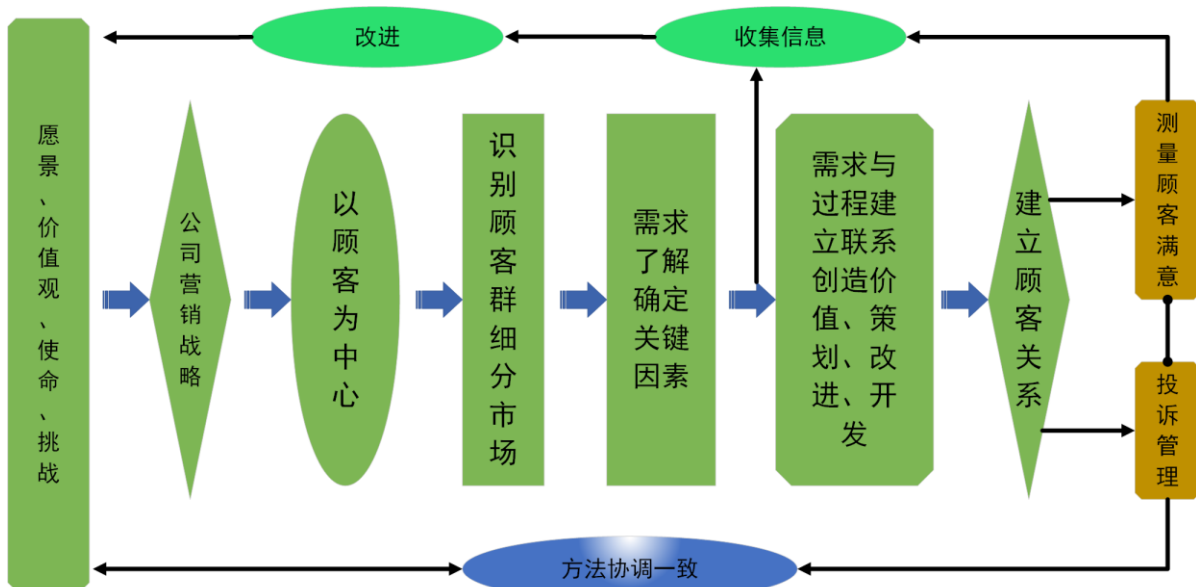 改进
收集信息
愿景、价值观、使命、挑战
公司营销战略
以顾客为中心
识别顾客群细分市场
需求
了解
确定
关键
因素
需求与
过程建
立联系
创造价
值、策
划、改
进、开
发
建立顾客关系
测量顾客满意
投诉管理
方法协调一致